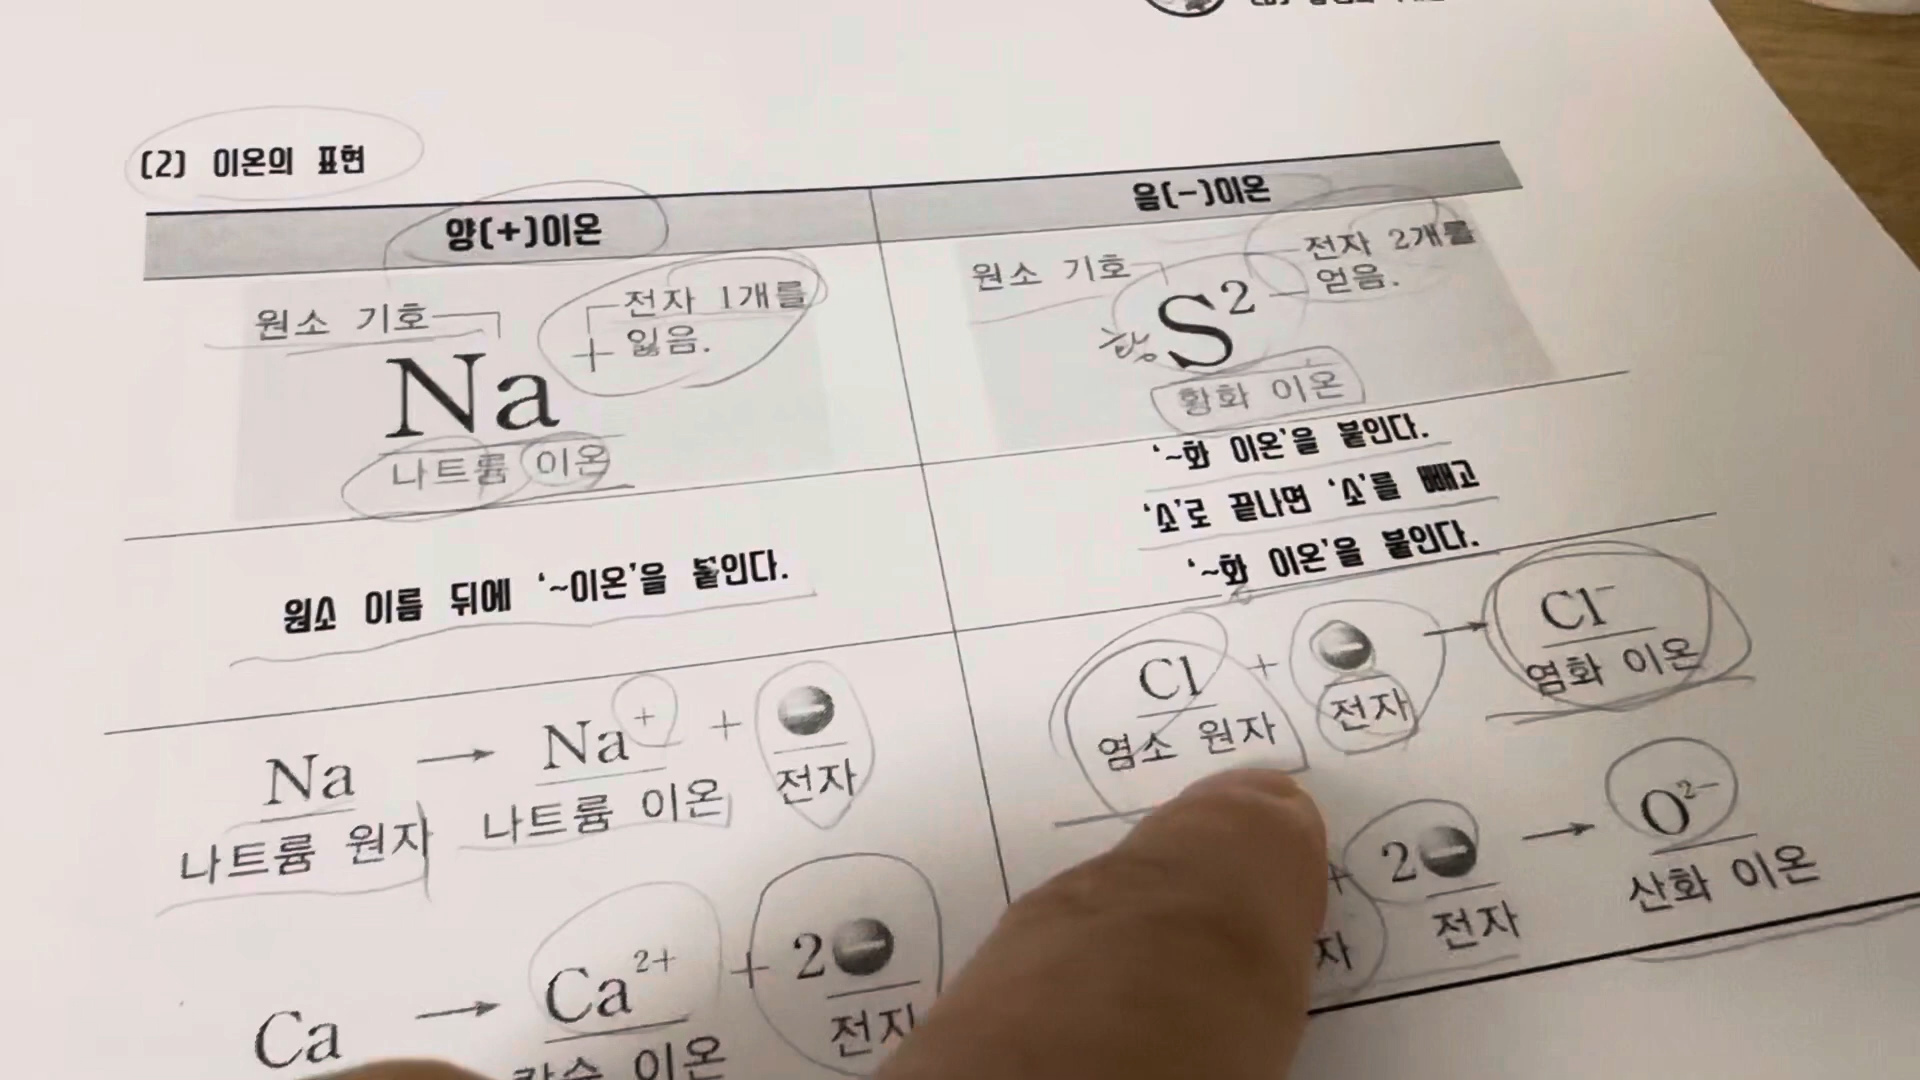 (2) 이온의 표현
양(+)이온
음(-)이온
원소 기호
전자 1개를
잃음.
Na+
나트륨 이온
원소 기호
전자 2개를
얻음.
황
S2-
황화 이온
'~화 이온'을 붙인다.
'소'로 끝나면 '소'를 빼고
'~화 이온'을 붙인다.
원소 이름 뒤에 '~이온'을 붙인다.
Na → Na+ + ⊖
나트륨 원자 나트륨 이온 전자
Cl + ⊖ → Cl-
염소 원자 전자 염화 이온
Ca → Ca2+ + 2⊖
이온 전자
+ 2⊖ → O2-
자 전자 산화 이온